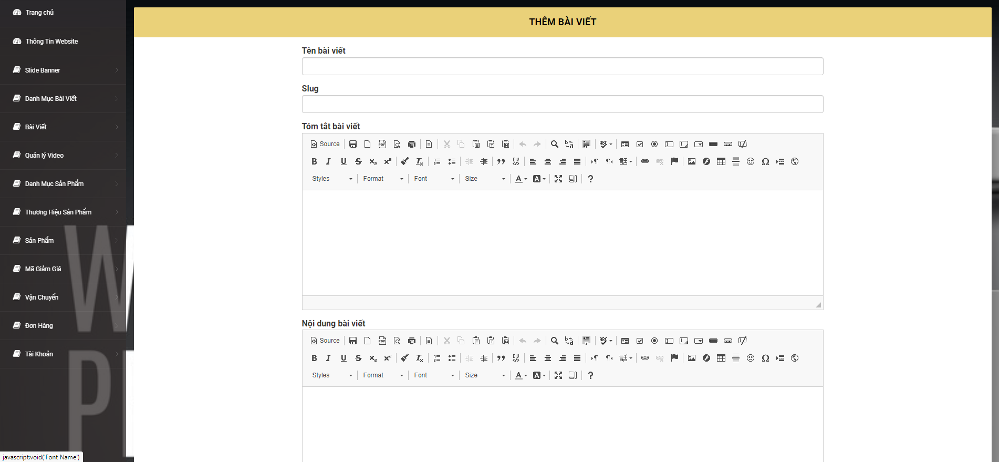 Trang chủ
Thông Tin Website
Slide Banner
Danh Mục Bài Viết
Bài Viết
Quản lý Video
Danh Mục Sản Phẩm
Thương Hiệu Sản Phẩm
Sản Phẩm
Mã Giảm Giá
Vận Chuyển
Đơn Hàng
Tài Khoản
javascript:void('Font Name')
THÊM BÀI VIẾT
Tên bài viết
Slug
Tóm tắt bài viết
Source
Styles Format Font Size
Nội dung bài viết
Source
Styles Format Font Size